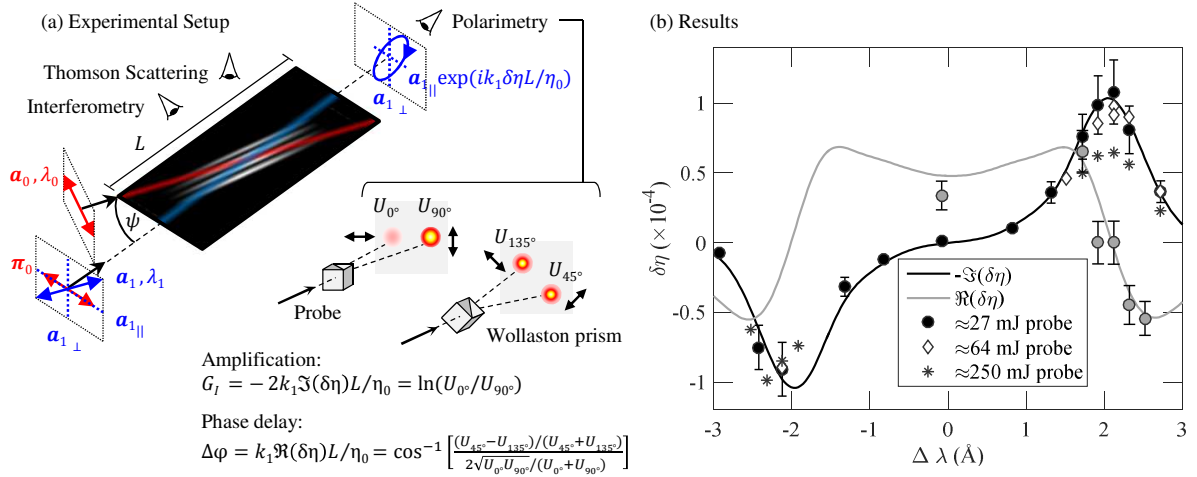 (a) Experimental Setup
Polarimetry
Thomson Scattering
Interferometry
a₁∥exp(ik₁δηL/η₀)
a₁⊥
L
a₀, λ₀
ψ
π₀
a₁, λ₁
a₁∥
a₁⊥
U₀° U₉₀°
U₁₃₅°
U₄₅°
Probe
Wollaston prism
Amplification:
G_I = − 2k₁ℑ(δη)L/η₀ = ln(U₀°/U₉₀°)
Phase delay:
Δφ = k₁ℜ(δη)L/η₀ = cos⁻¹ [(U₄₅°−U₁₃₅°)/(U₄₅°+U₁₃₅°) / 2√U₀°U₉₀°/(U₀°+U₉₀°)]
(b) Results
δη (× 10⁻⁴)
1
0.5
0
-0.5
-1
-3 -2 -1 0 1 2 3
Δ λ (Å)
-ℑ(δη)
ℜ(δη)
≈27 mJ probe
≈64 mJ probe
≈250 mJ probe